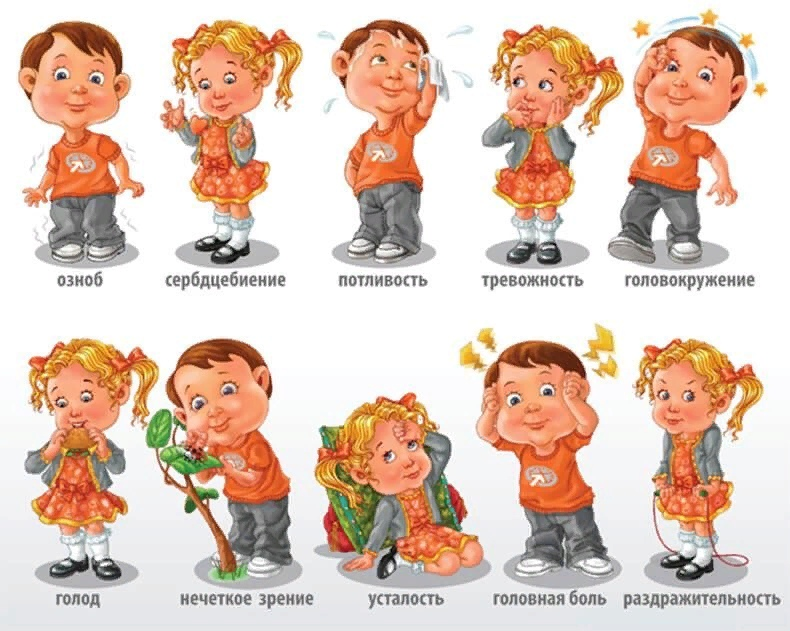 озноб сербдцебиение потливость тревожность головокружение
голод нечеткое зрение усталость головная боль раздражительность